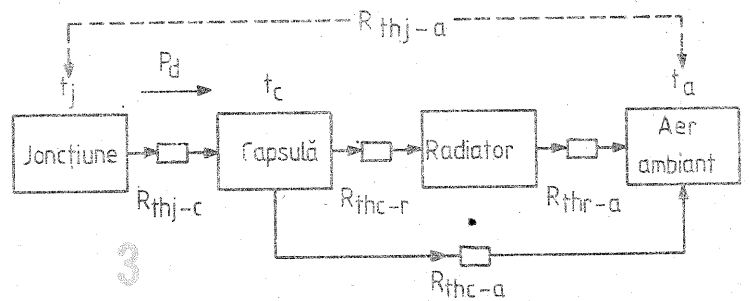 R thj-a
tj
Pd
tc
ta
Joncțiune
Capsulă
Radiator
Aer
ambiant
Rthj-c
Rthc-r
Rthr-a
Rthc-a
3